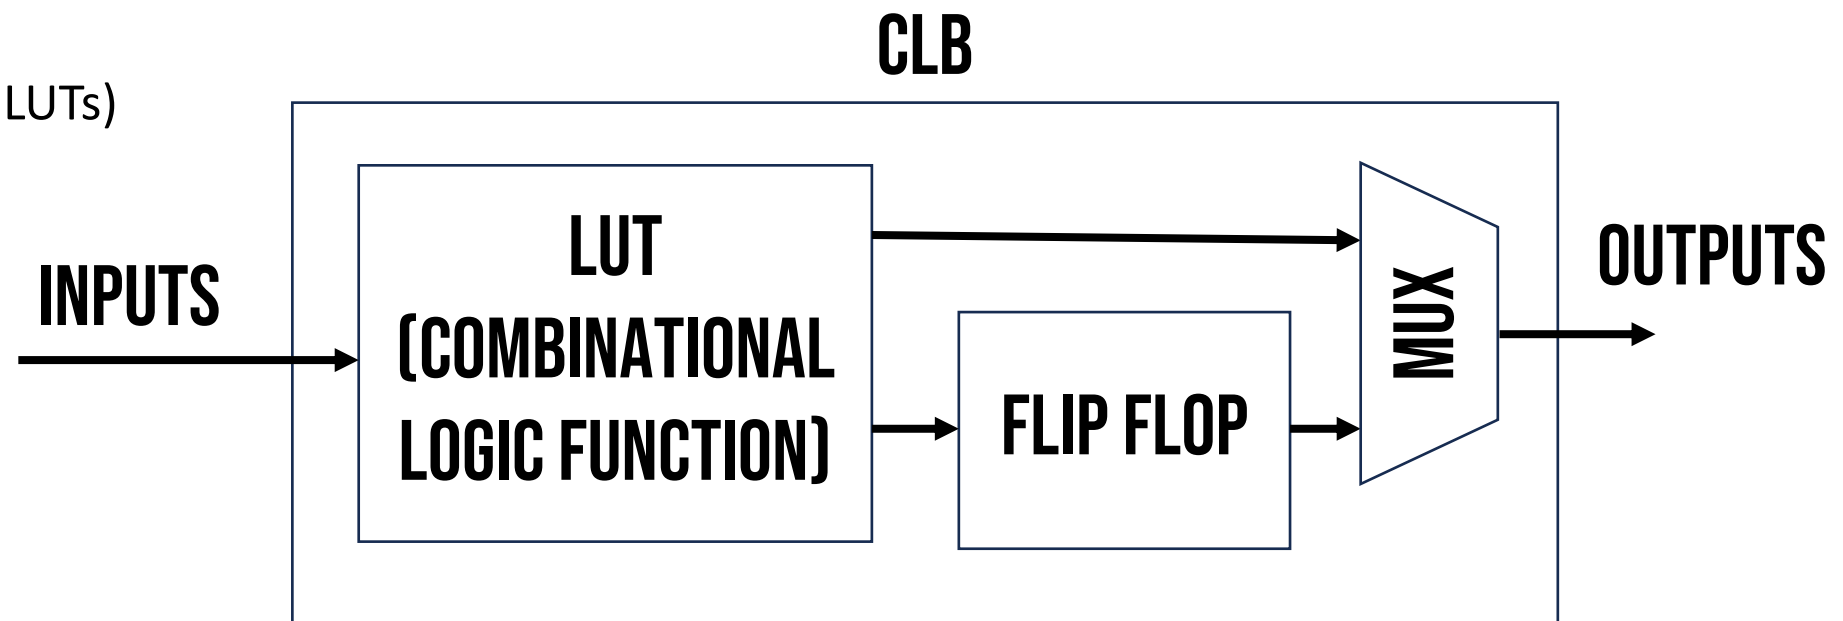 CLB
LUTs)
INPUTS
LUT
(COMBINATIONAL
LOGIC FUNCTION)
FLIP FLOP
MUX
OUTPUTS